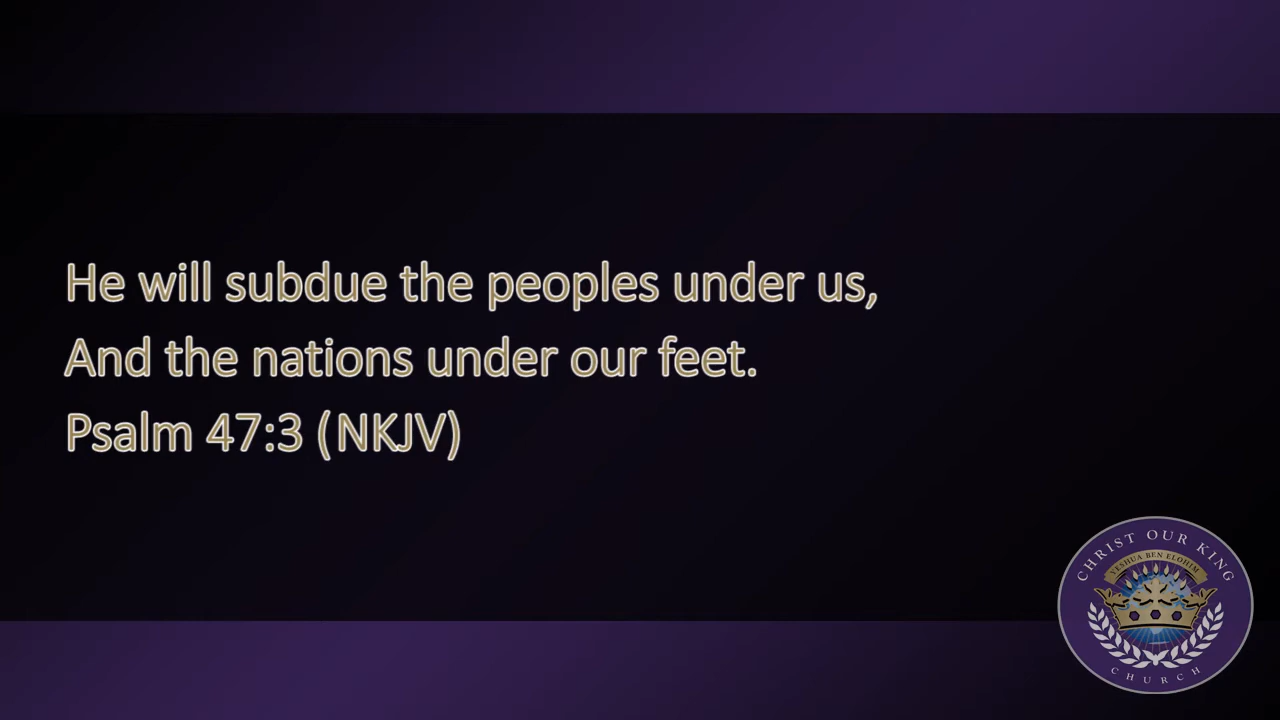 He will subdue the peoples under us,
And the nations under our feet.
Psalm 47:3 (NKJV)
CHRIST OUR KING
YESHUA BEN ELOHIM
CHURCH